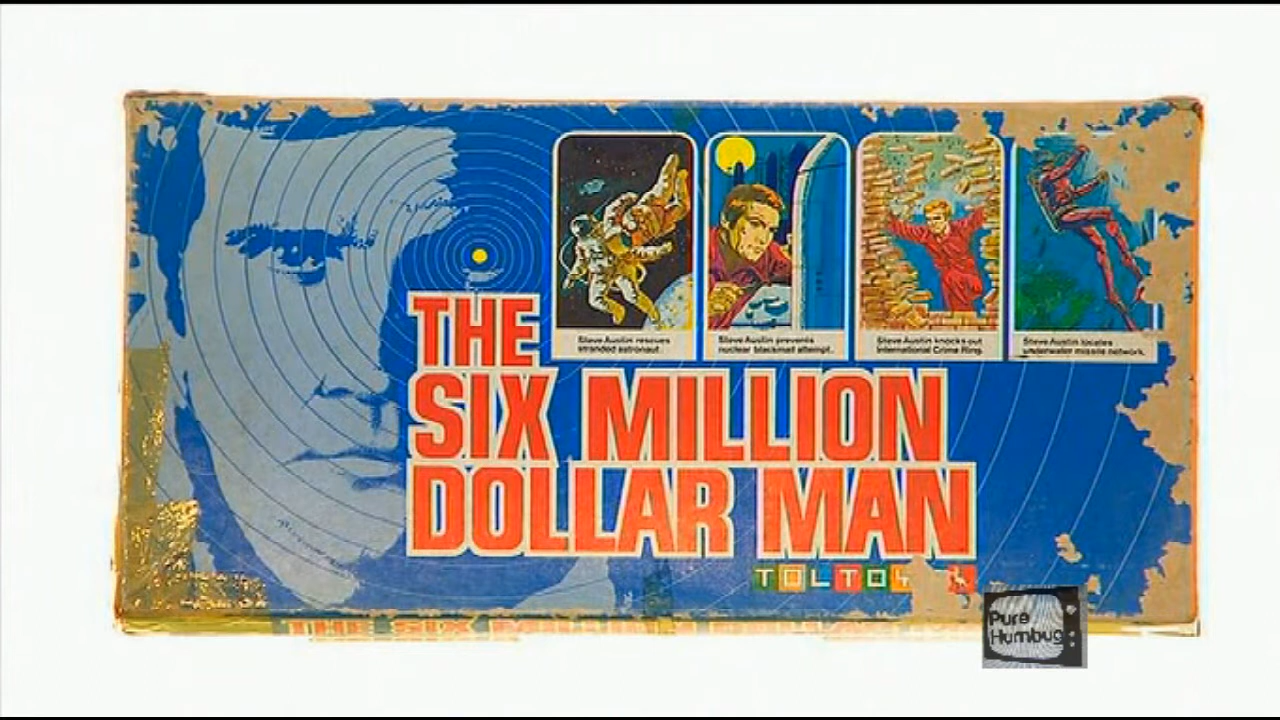 Steve Austin rescues
stranded astronaut.
Steve Austin prevents
nuclear blackmail attempt.
Steve Austin knocks out
International Crime Ring.
Steve Austin locates
underwater missile network.
THE
SIX MILLION
DOLLAR MAN
TOLTOY
Pure
Humbug